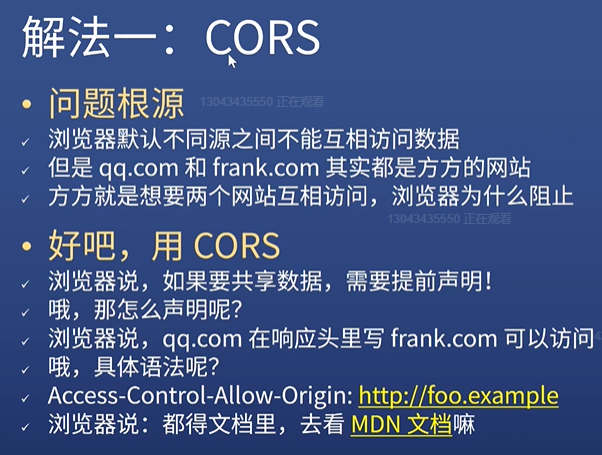 解法一：CORS
• 问题根源
13043435550 正在观看
✓ 浏览器默认不同源之间不能互相访问数据
✓ 但是 qq.com 和 frank.com 其实都是方方的网站
✓ 方方就是想要两个网站互相访问，浏览器为什么阻止
13043435550 正在观看
• 好吧，用 CORS
✓ 浏览器说，如果要共享数据，需要提前声明！
✓ 哦，那怎么声明呢？
✓ 浏览器说，qq.com 在响应头里写 frank.com 可以访问
✓ 哦，具体语法呢？
✓ Access-Control-Allow-Origin: http://foo.example
✓ 浏览器说：都得文档里，去看 MDN 文档嘛